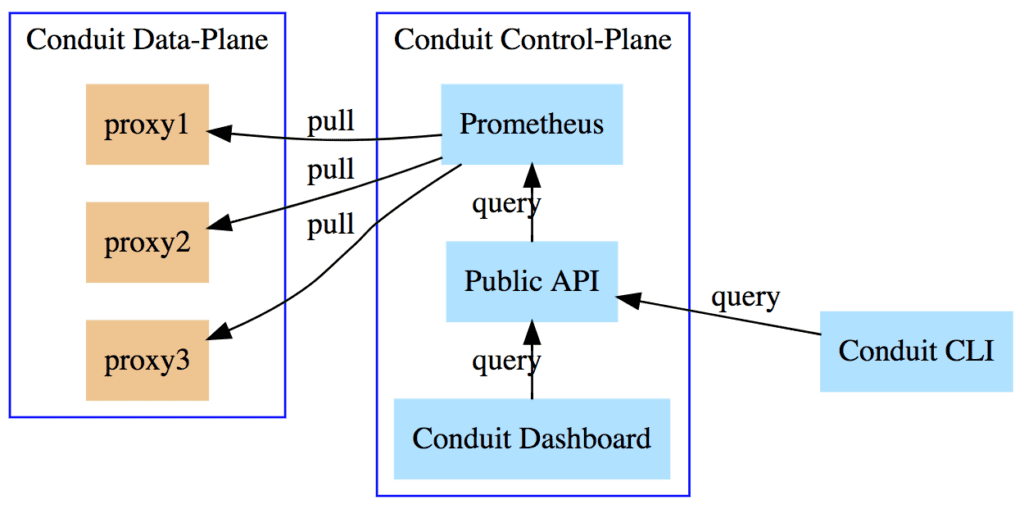 Conduit Data-Plane
Conduit Control-Plane
proxy1
pull
Prometheus
pull
query
pull
proxy2
Public API
query
Conduit CLI
proxy3
query
Conduit Dashboard